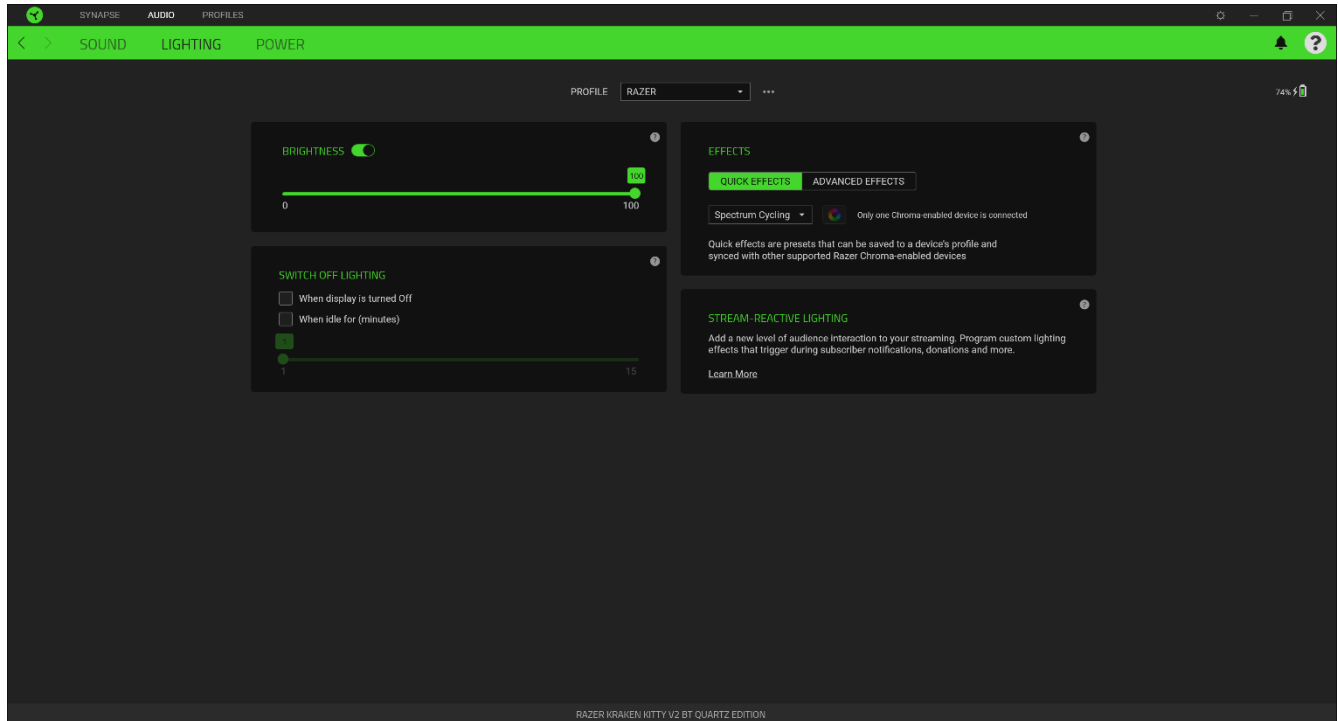 SYNAPSE AUDIO PROFILES
SOUND LIGHTING POWER
?
PROFILE RAZER
74%
BRIGHTNESS
?
100
0 100
SWITCH OFF LIGHTING
?
When display is turned Off
When idle for (minutes)
1
1 15
EFFECTS
?
QUICK EFFECTS ADVANCED EFFECTS
Spectrum Cycling Only one Chroma-enabled device is connected
Quick effects are presets that can be saved to a device's profile and
synced with other supported Razer Chroma-enabled devices
STREAM-REACTIVE LIGHTING
?
Add a new level of audience interaction to your streaming. Program custom lighting
effects that trigger during subscriber notifications, donations and more.
Learn More
RAZER KRAKEN KITTY V2 BT QUARTZ EDITION